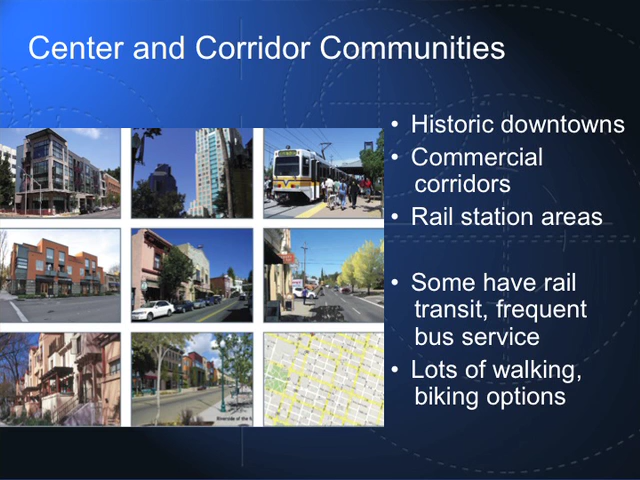 Center and Corridor Communities
• Historic downtowns
• Commercial
corridors
• Rail station areas
• Some have rail
transit, frequent
bus service
• Lots of walking,
biking options